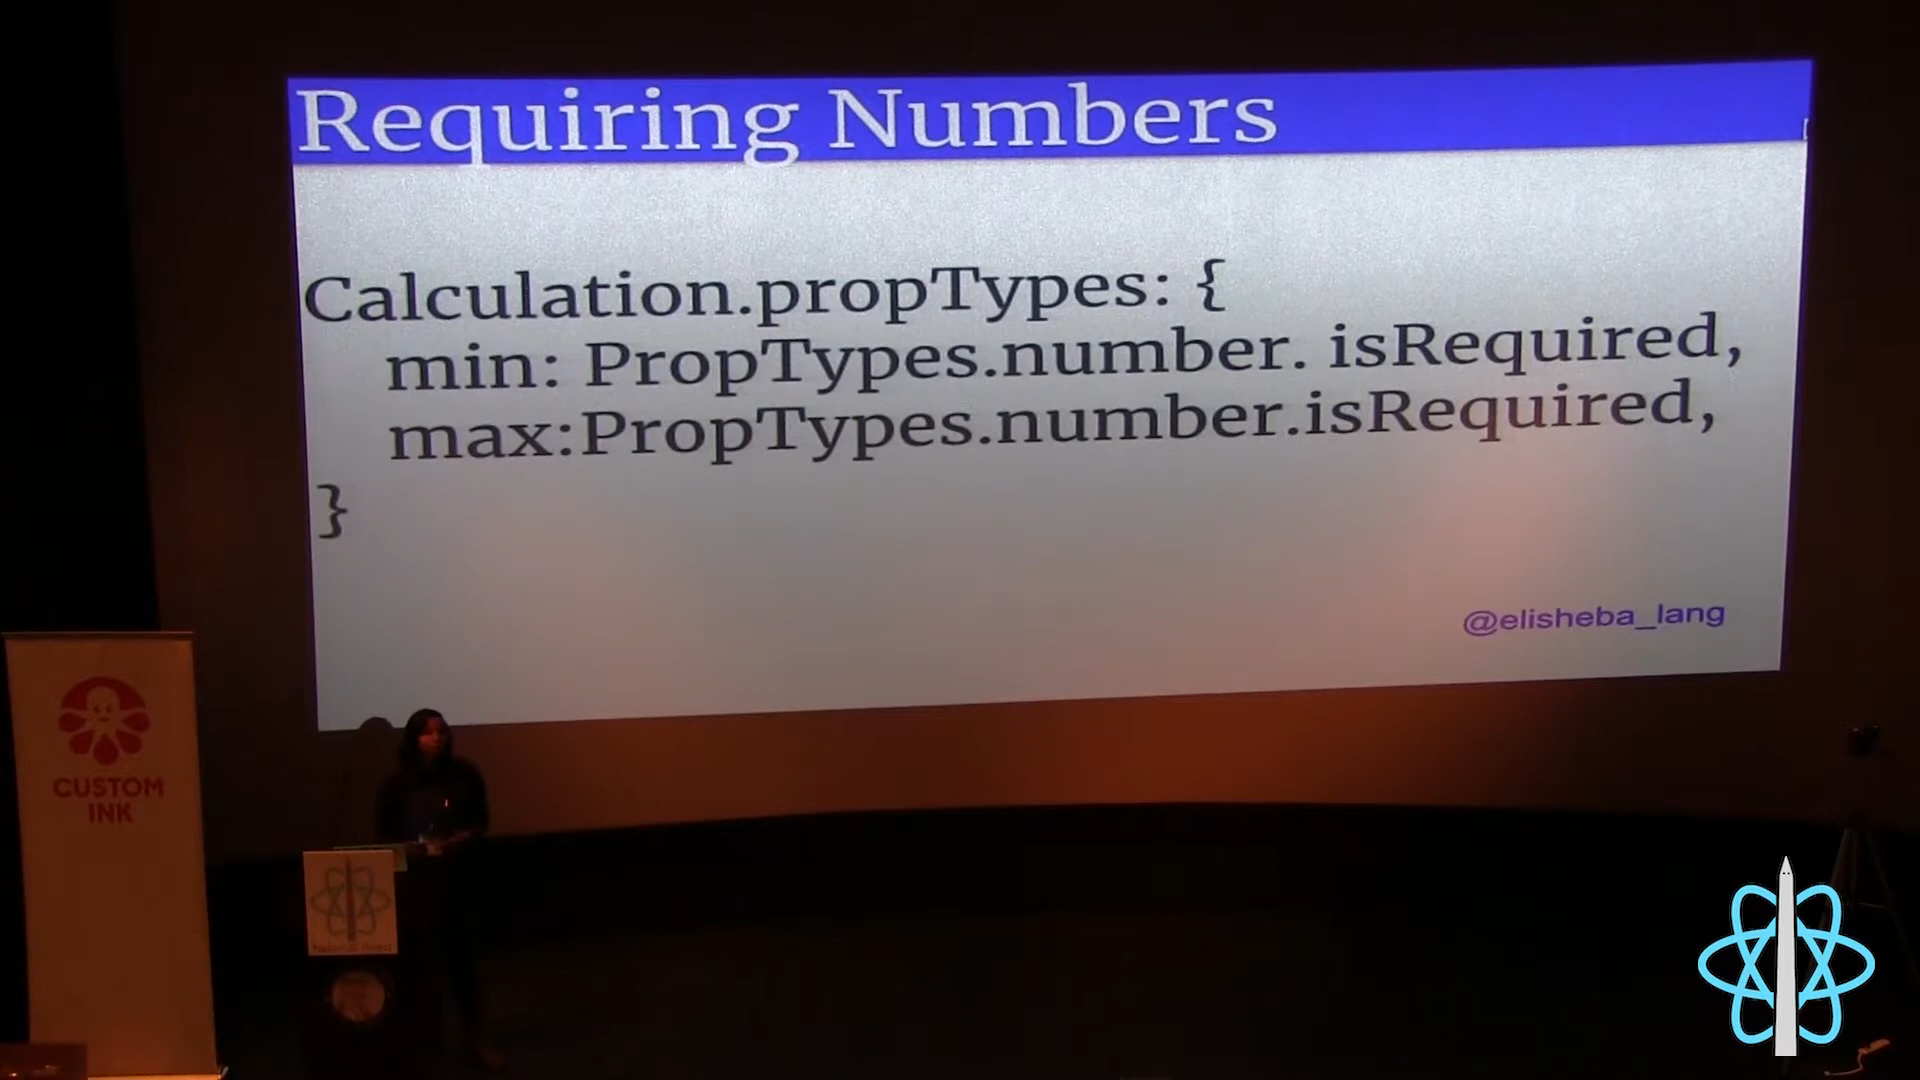 Requiring Numbers
Calculation.propTypes: {
min: PropTypes.number. isRequired,
max:PropTypes.number.isRequired,
}
@elisheba_lang
CUSTOM
INK